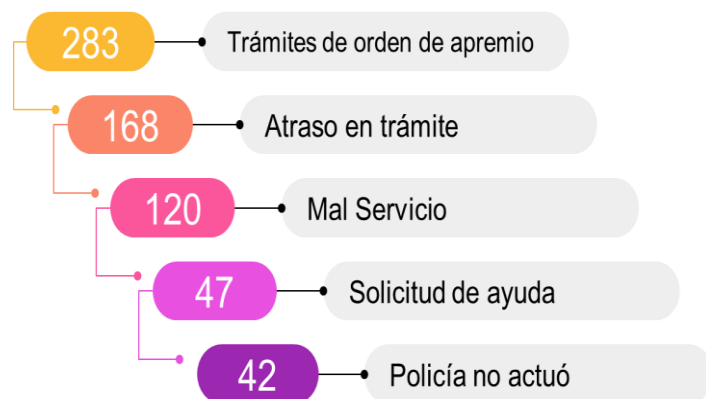 283 Trámites de orden de apremio
168 Atraso en trámite
120 Mal Servicio
47 Solicitud de ayuda
42 Policía no actuó